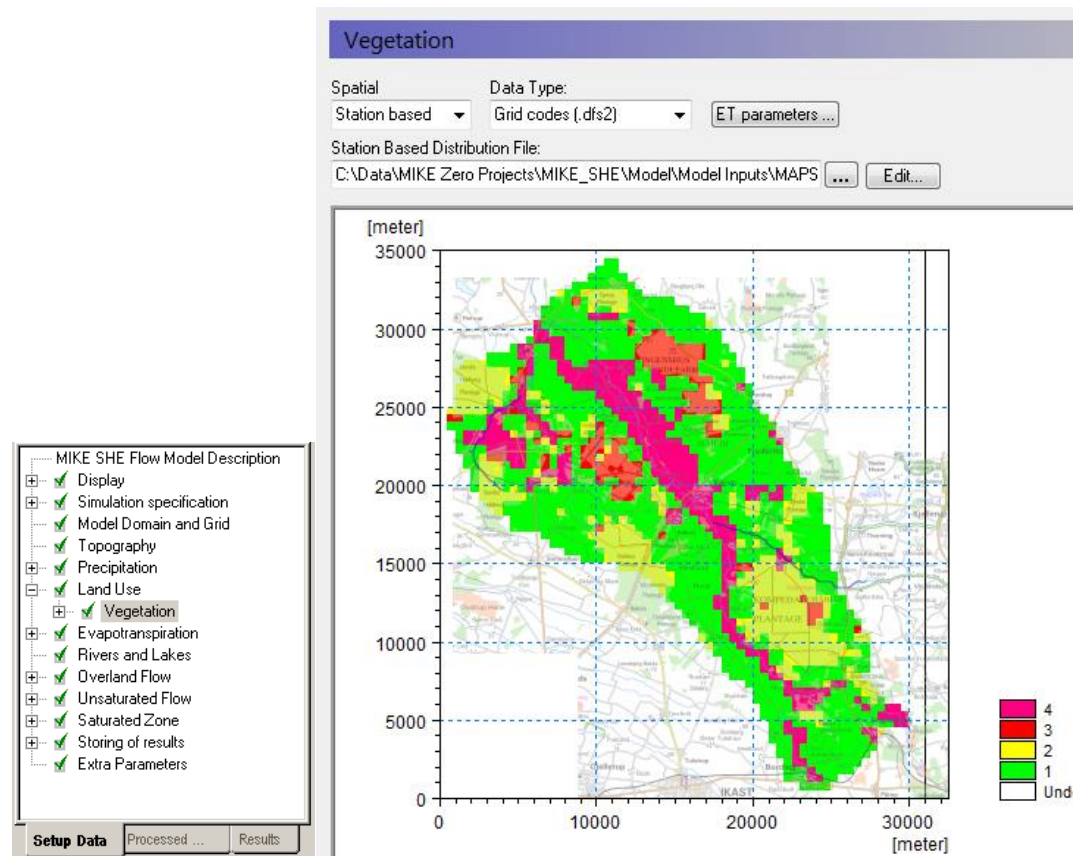 MIKE SHE Flow Model Description
Display
Simulation specification
Model Domain and Grid
Topography
Precipitation
Land Use
Vegetation
Evapotranspiration
Rivers and Lakes
Overland Flow
Unsaturated Flow
Saturated Zone
Storing of results
Extra Parameters
Setup Data
Processed ...
Results
Vegetation
Spatial
Data Type:
Station based
Grid codes (.dfs2)
ET parameters ...
Station Based Distribution File:
C:\Data\MIKE Zero Projects\MIKE_SHE\Model\Model Inputs\MAPS
...
Edit...
[meter]
35000
30000
25000
20000
15000
10000
5000
0
PLANTAGE
IKAST
0
10000
20000
30000
[meter]
4
3
2
1
Und